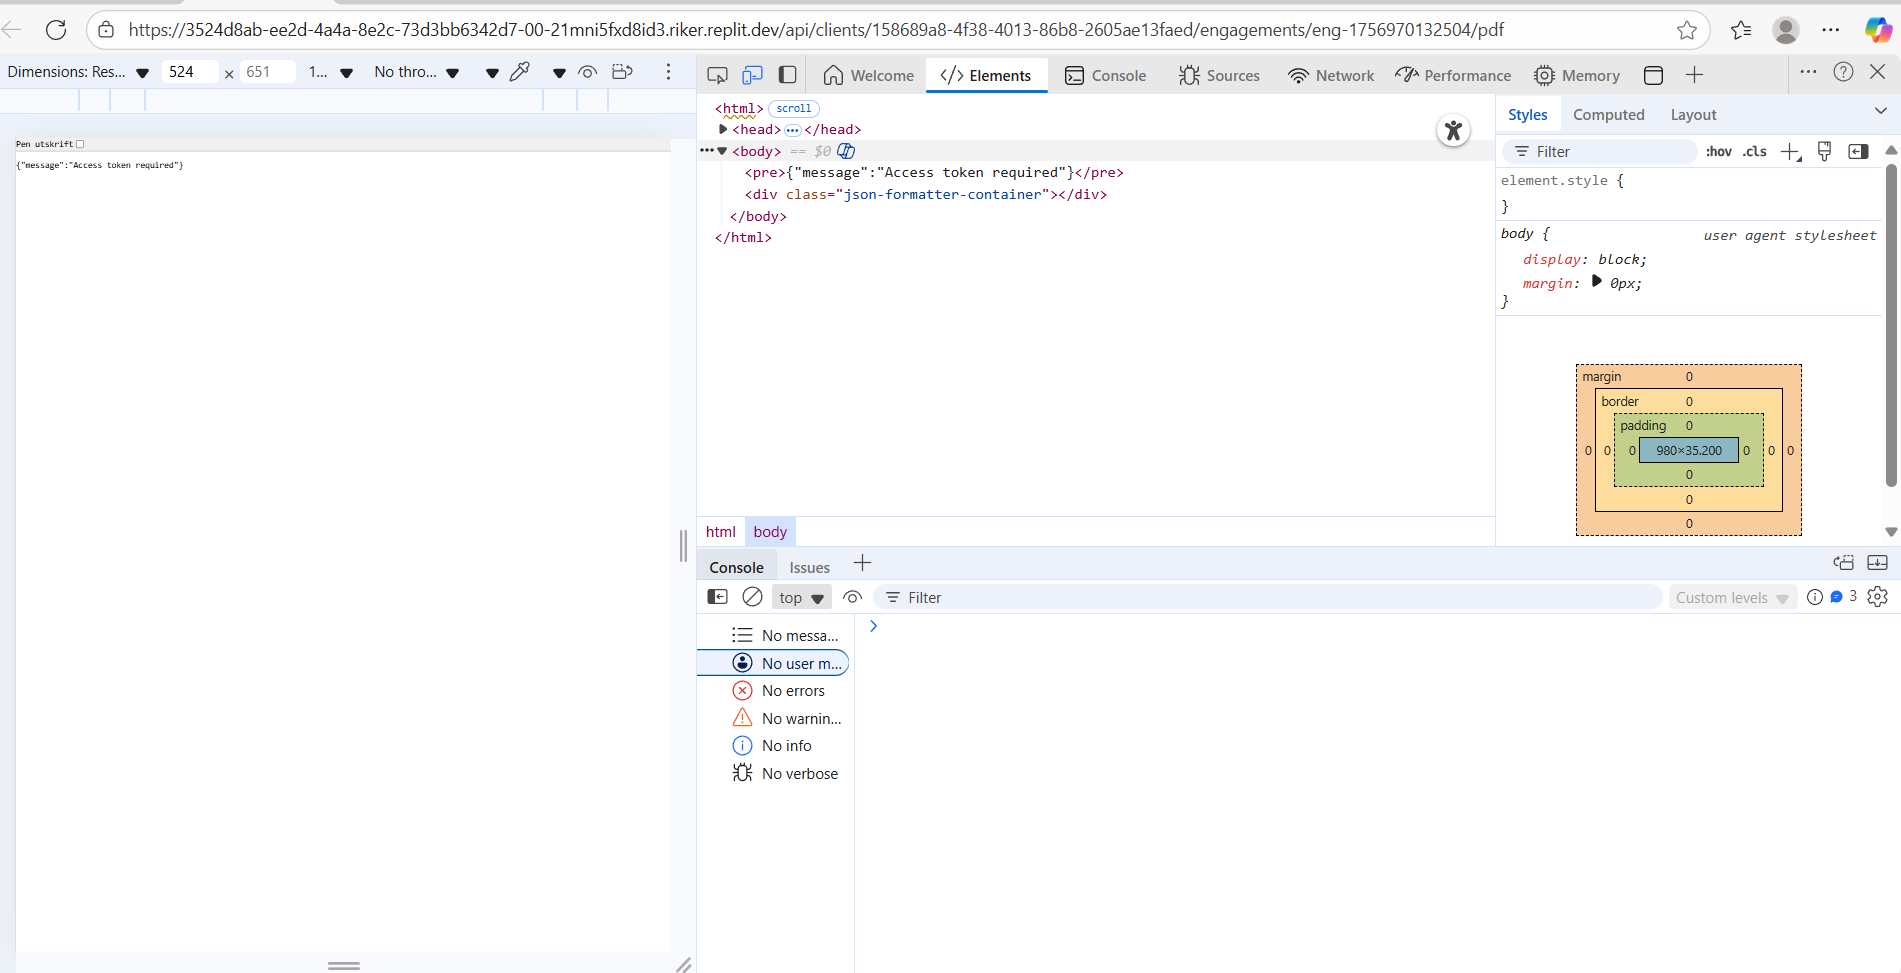 https://3524d8ab-ee2d-4a4a-8e2c-73d3bb6342d7-00-21mni5fxd8id3.riker.replit.dev/api/clients/158689a8-4f38-4013-86b8-2605ae13faed/engagements/eng-1756970132504/pdf
Dimensions: Res... 524 × 651 1... No thro...
Welcome </> Elements Console Sources Network Performance Memory
Pen utskrift
{"message":"Access token required"}
<html> scroll
<head> ... </head>
... <body> == $0
<pre>{"message":"Access token required"}</pre>
<div class="json-formatter-container"></div>
</body>
</html>
html body
Styles Computed Layout
Filter :hov .cls
element.style {
}
body { user agent stylesheet
display: block;
margin: 0px;
}
margin 0
border 0
padding 0
0 0 0 980×35.200 0 0 0
0
0
0
Console Issues
top Filter Custom levels 3
No messa...
No user m...
No errors
No warnin...
No info
No verbose